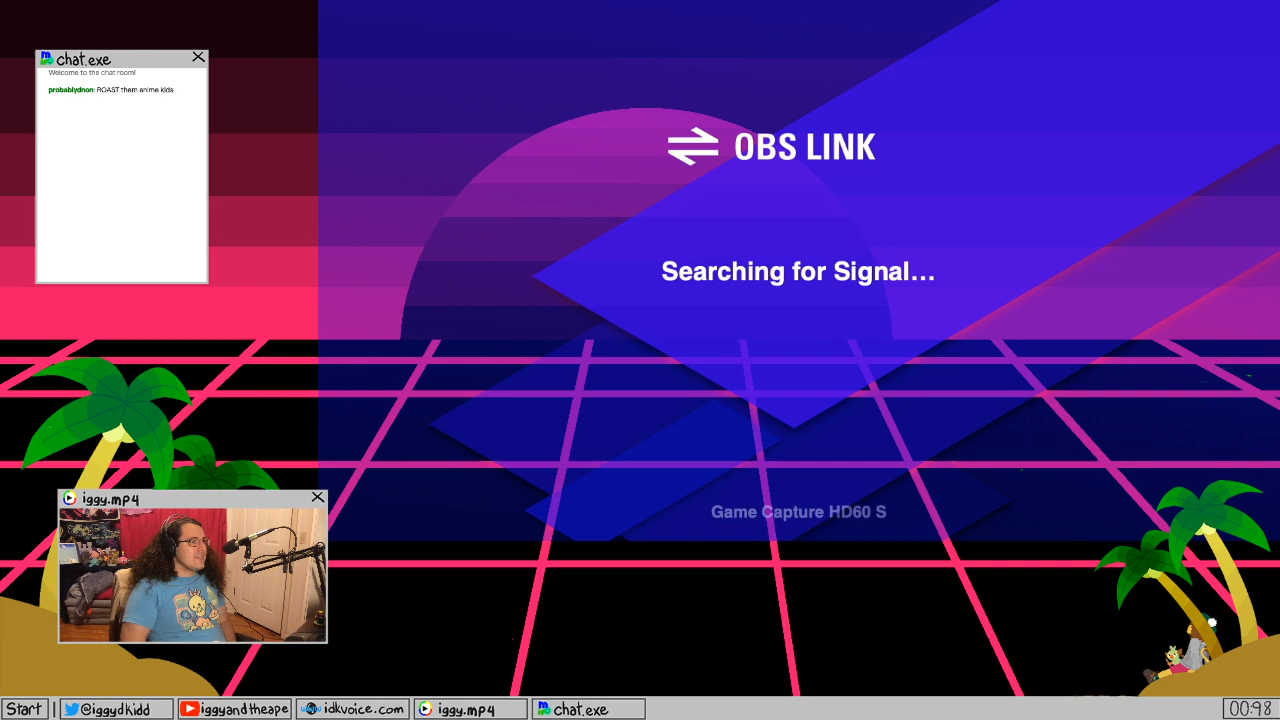 chat.exe
Welcome to the chat room!
probablydnon: ROAST them anime kids
OBS LINK
Searching for Signal...
Game Capture HD60 S
iggy.mp4
Start | @iggydkidd iggyandtheape www idkvoice.com iggy.mp4 chat.exe 00:98